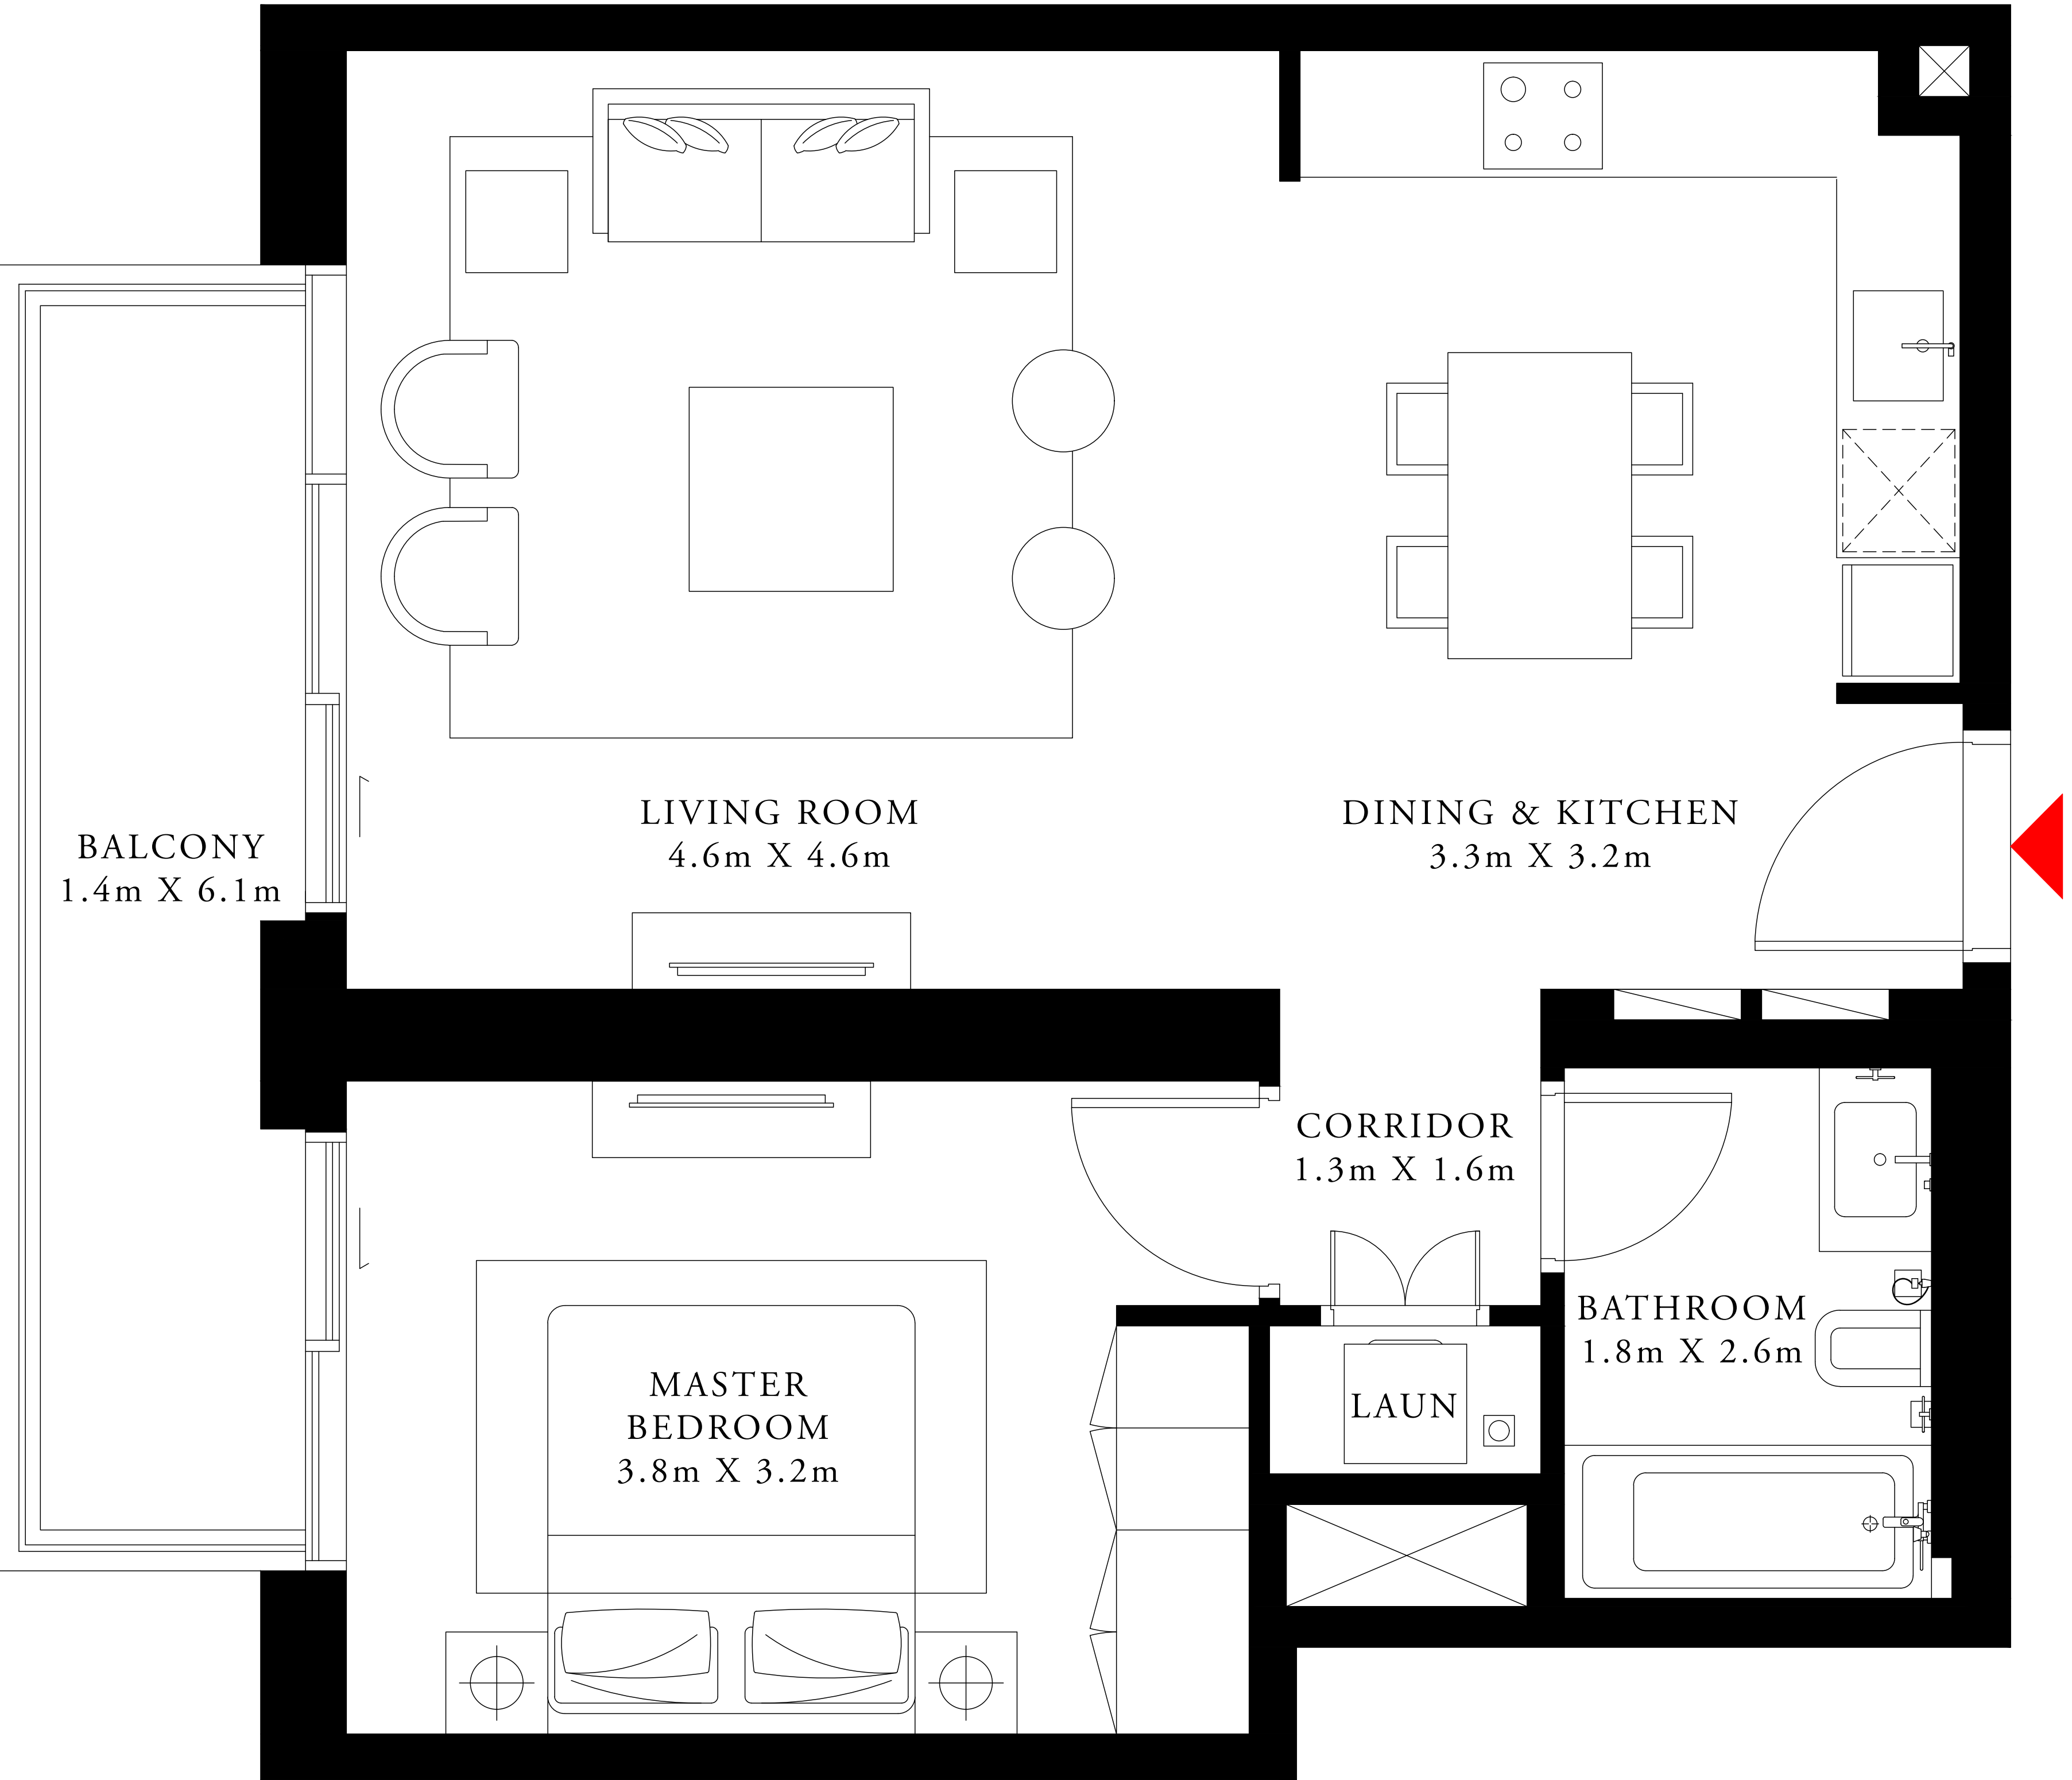 LIVING ROOM
4.6m X 4.6m
DINING & KITCHEN
3.3m X 3.2m
BALCONY
1.4m X 6.1m
CORRIDOR
1.3m X 1.6m
BATHROOM
1.8m X 2.6m
MASTER
BEDROOM
3.8m X 3.2m
LAUN